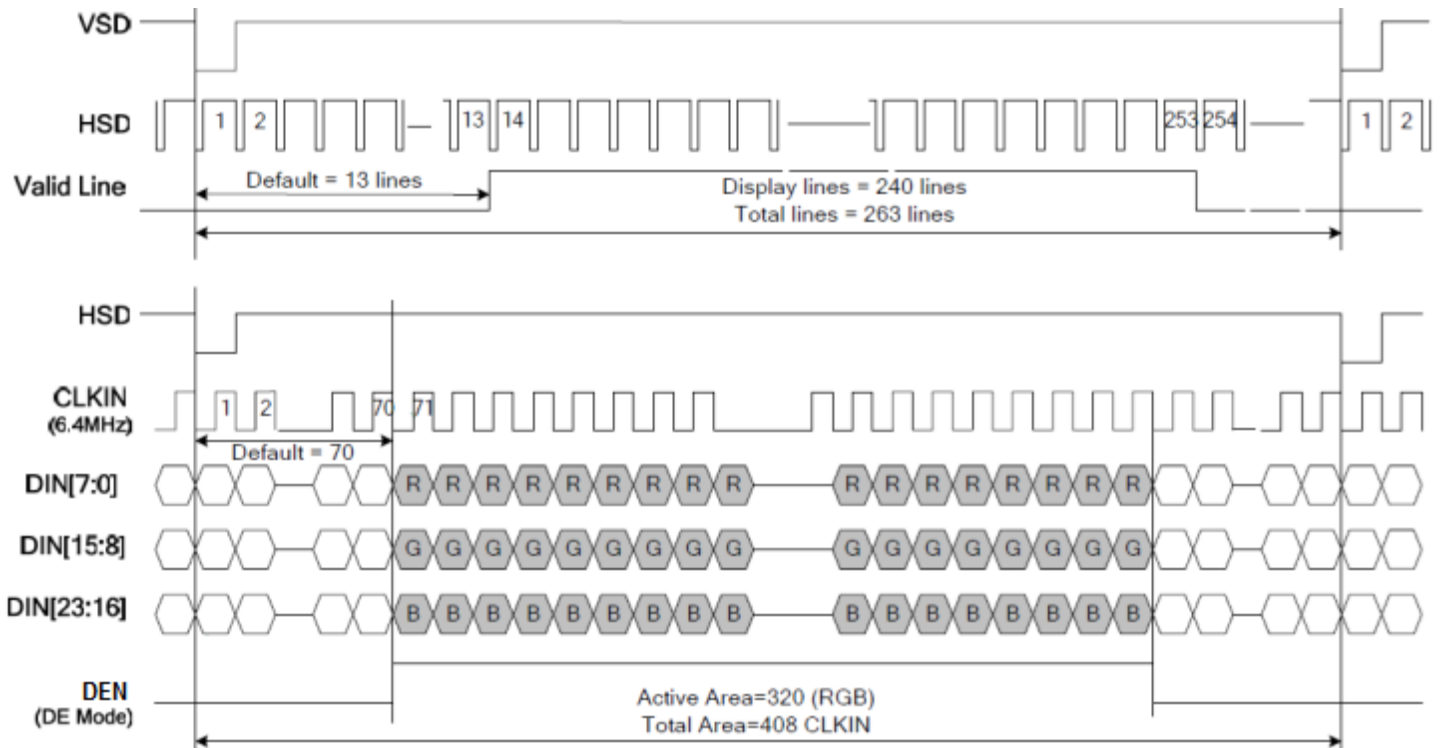 VSD
HSD
1 2 13 14 253 254 1 2
Valid Line
Default = 13 lines
Display lines = 240 lines
Total lines = 263 lines
HSD
CLKIN
(6.4MHz)
1 2 70 71
Default = 70
DIN[7:0]
R R R R R R R R R R R R R R R R R
DIN[15:8]
G G G G G G G G G G G G G G G G G
DIN[23:16]
B B B B B B B B B B B B B B B B B
DEN
(DE Mode)
Active Area=320 (RGB)
Total Area=408 CLKIN